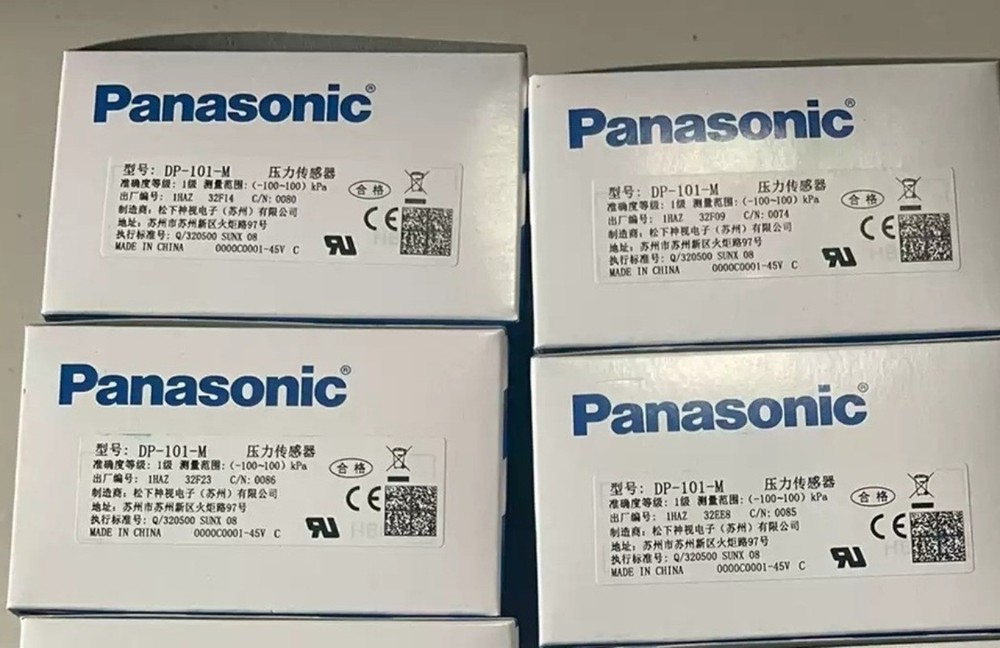 Panasonic®
型号: DP-101-M 压力传感器
准确度等级: 1级 测量范围: (-100~100) kPa
合格
出厂编号: 1HAZ 32F14 C/N: 0080
制造商: 松下神视电子 (苏州) 有限公司
地址: 苏州市苏州新区火炬路97号
执行标准号: Q/320500 SUNX 08
MADE IN CHINA 0000C0001-45V C
CE
Panasonic®
型号: DP-101-M 压力传感器
准确度等级: 1级 测量范围: (-100~100) kPa
合格
出厂编号: 1HAZ 32F09 C/N: 0074
制造商: 松下神视电子 (苏州) 有限公司
地址: 苏州市苏州新区火炬路97号
执行标准号: Q/320500 SUNX 08
MADE IN CHINA 0000C0001-45V C
CE
Panasonic®
型号: DP-101-M 压力传感器
准确度等级: 1级 测量范围: (-100~100) kPa
合格
出厂编号: 1HAZ 32F23 C/N: 0086
制造商: 松下神视电子 (苏州) 有限公司
地址: 苏州市苏州新区火炬路97号
执行标准号: Q/320500 SUNX 08
MADE IN CHINA 0000C0001-45V C
CE
Panasonic®
型号: DP-101-M 压力传感器
准确度等级: 1级 测量范围: (-100~100) kPa
合格
出厂编号: 1HAZ 32EE8 C/N: 0085
制造商: 松下神视电子 (苏州) 有限公司
地址: 苏州市苏州新区火炬路97号
执行标准号: Q/320500 SUNX 08
MADE IN CHINA 0000C0001-45V C
CE